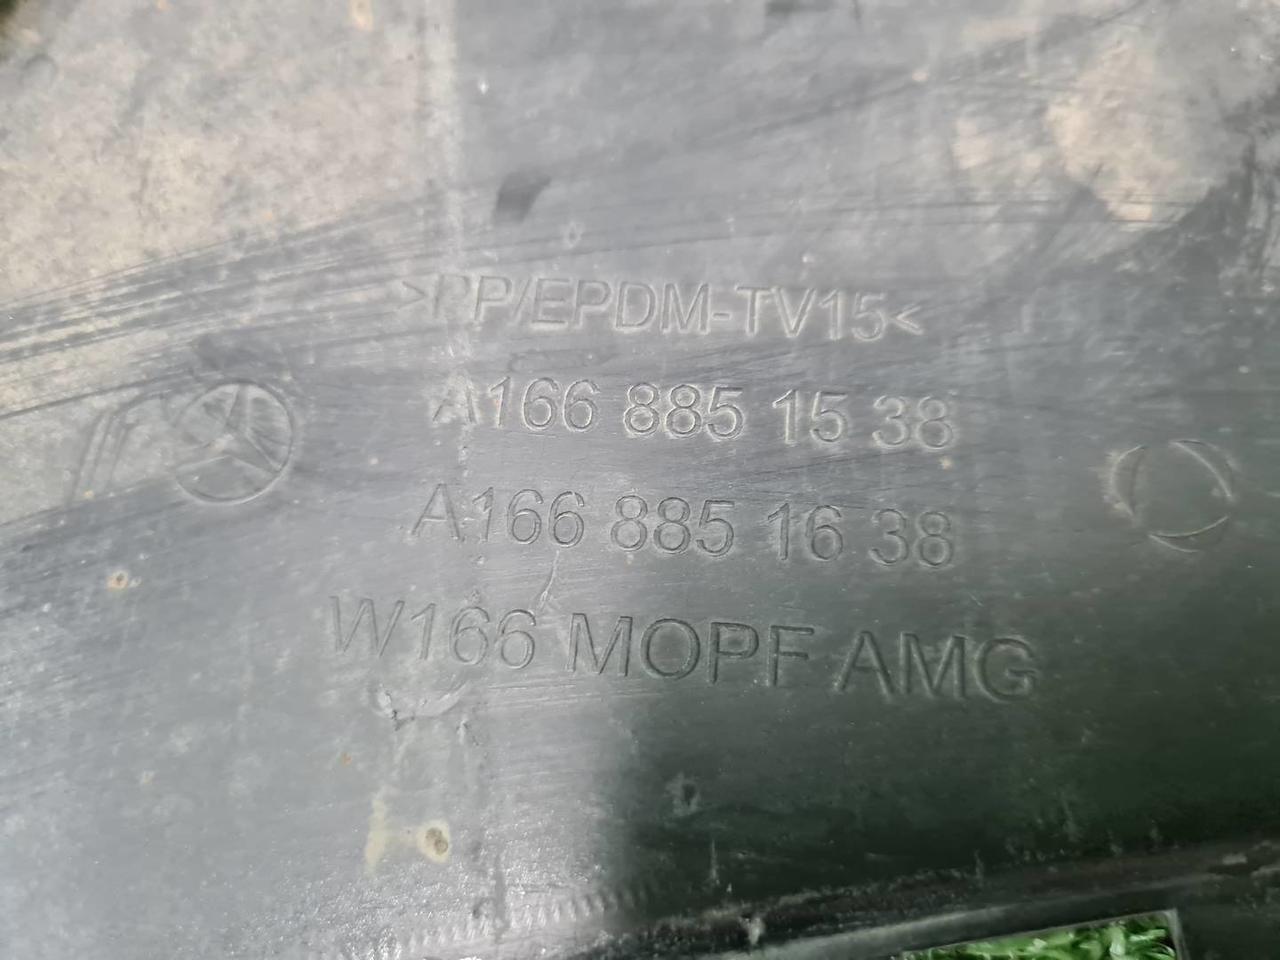 >PP/EPDM-TV15<
A166 885 15 38
A166 885 16 38
W166 MOPF AMG